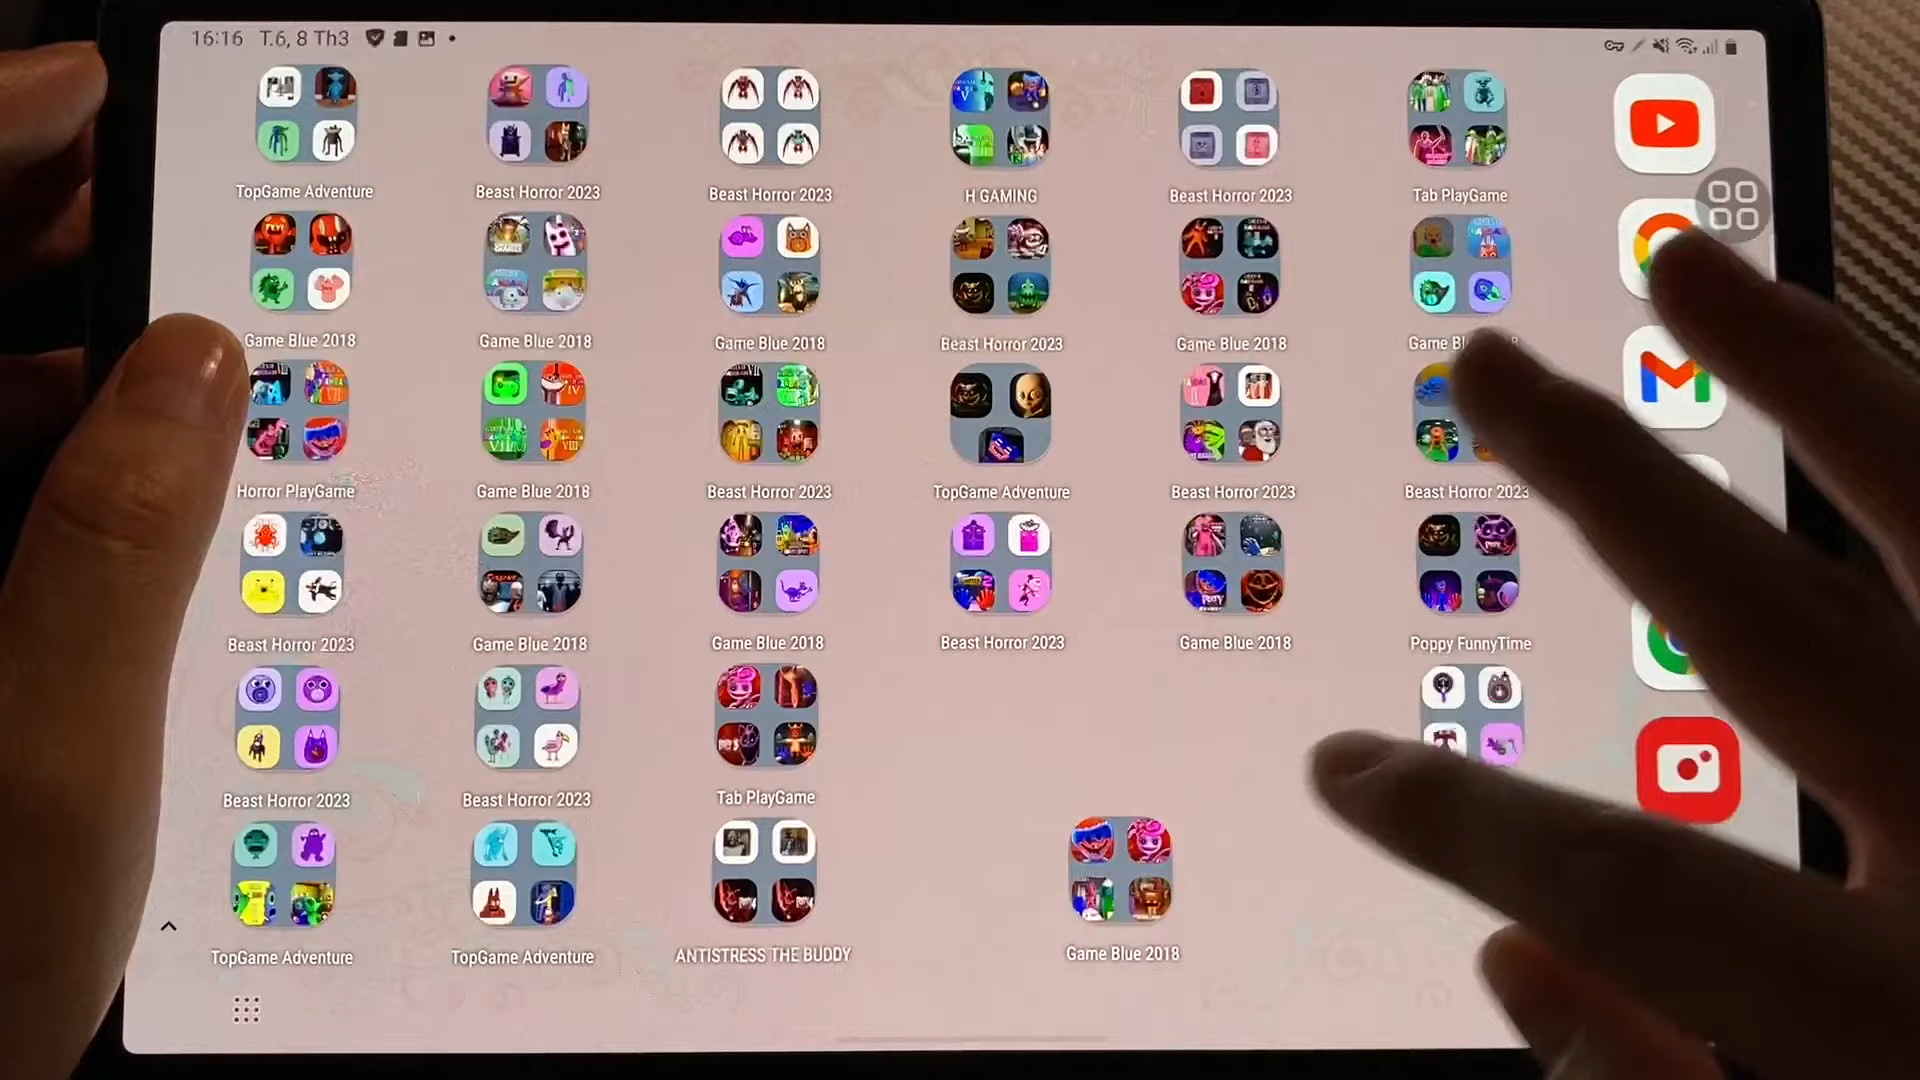 16:16 T.6, 8 Th3
TopGame Adventure
Beast Horror 2023
Beast Horror 2023
H GAMING
Beast Horror 2023
Tab PlayGame
Game Blue 2018
Game Blue 2018
Game Blue 2018
Beast Horror 2023
Game Blue 2018
Game
Horror PlayGame
Game Blue 2018
Beast Horror 2023
TopGame Adventure
Beast Horror 2023
Beast Horror 2023
Beast Horror 2023
Game Blue 2018
Game Blue 2018
Beast Horror 2023
Game Blue 2018
Poppy FunnyTime
Beast Horror 2023
Beast Horror 2023
Tab PlayGame
TopGame Adventure
TopGame Adventure
ANTISTRESS THE BUDDY
Game Blue 2018